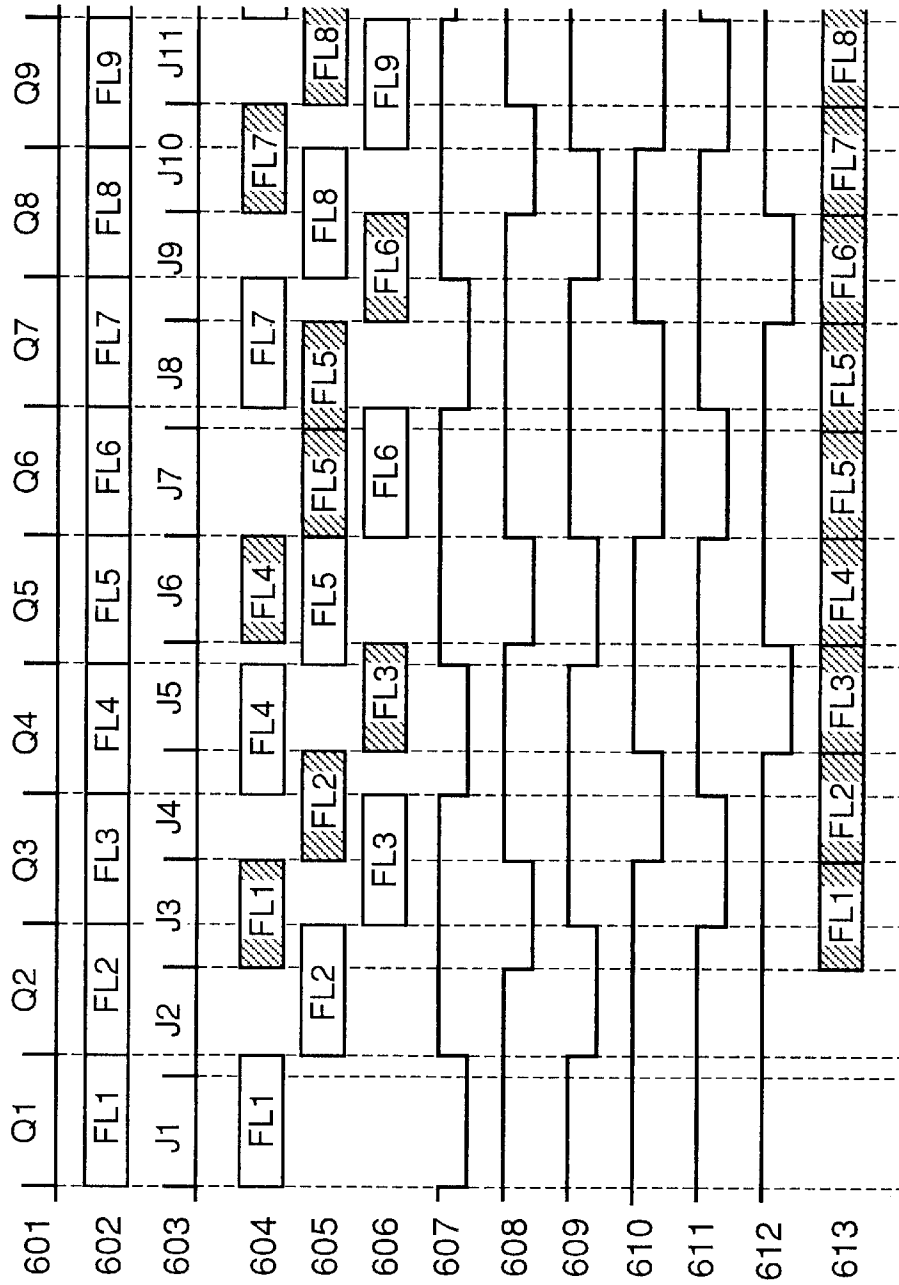 601 Q1 Q2 Q3 Q4 Q5 Q6 Q7 Q8 Q9
602 FL1 FL2 FL3 FL4 FL5 FL6 FL7 FL8 FL9
603 J1 J2 J3 J4 J5 J6 J7 J8 J9 J10 J11
604 FL1 FL1 FL4 FL4 FL7 FL7
605 FL2 FL2 FL5 FL5 FL5 FL8 FL8
606 FL3 FL3 FL6 FL6 FL9
607
608
609
610
611
612
613 FL1 FL2 FL3 FL4 FL5 FL5 FL6 FL7 FL8